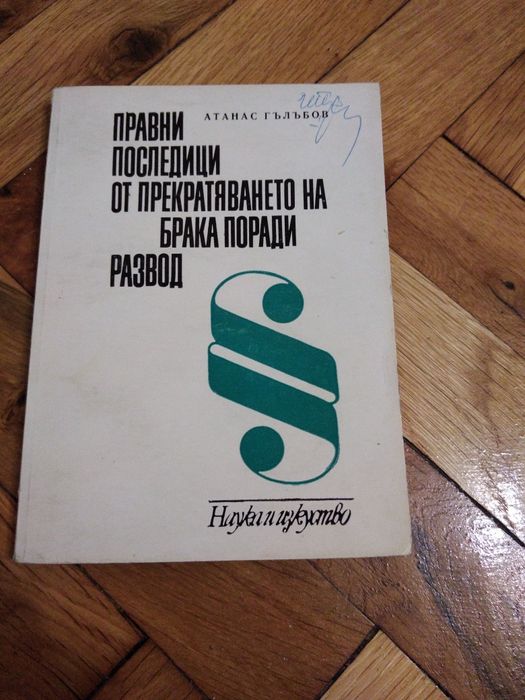 АТАНАС ГЪЛЪБОВ
ПРАВНИ
ПОСЛЕДИЦИ
ОТ ПРЕКРАТЯВАНЕТО НА
БРАКА ПОРАДИ
РАЗВОД
§
Наука и изкуство